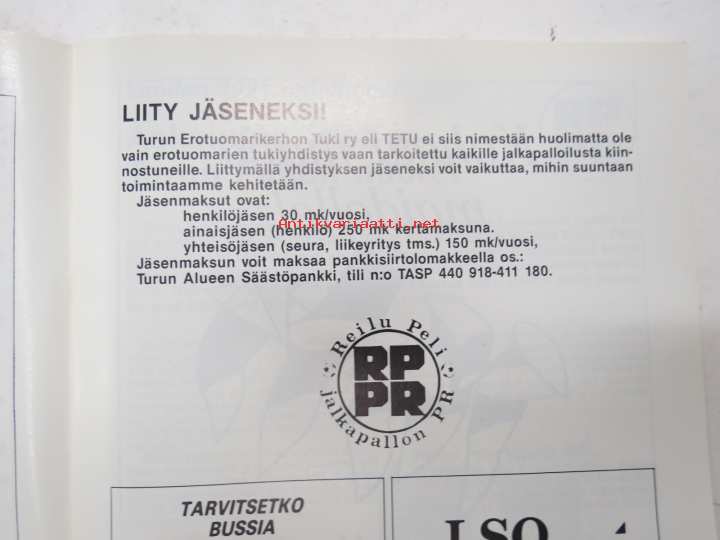 LIITY JÄSENEKSI!
Turun Erotuomarikerhon Tuki ry eli TETU ei siis nimestään huolimatta ole
vain erotuomarien tukiyhdistys vaan tarkoitettu kaikille jalkapalloilusta kiin-
nostuneille. Liittymällä yhdistyksen jäseneksi voit vaikuttaa, mihin suuntaan
toimintaamme kehitetään.
Jäsenmaksut ovat:
henkilöjäsen 30 mk/vuosi,
Antikvariaatti.net
ainaisjäsen (henkilö) 250 mk kertamaksuna.
yhteisöjäsen (seura, liikeyritys tms.) 150 mk/vuosi,
Jäsenmaksun voit maksaa pankkisiirtolomakkeella os.:
Turun Alueen Säästöpankki, tili n:o TASP 440 918-411 180.
Reilu Peli
RP
PR
jalkapallon PR
TARVITSETKO
BUSSIA
LSO